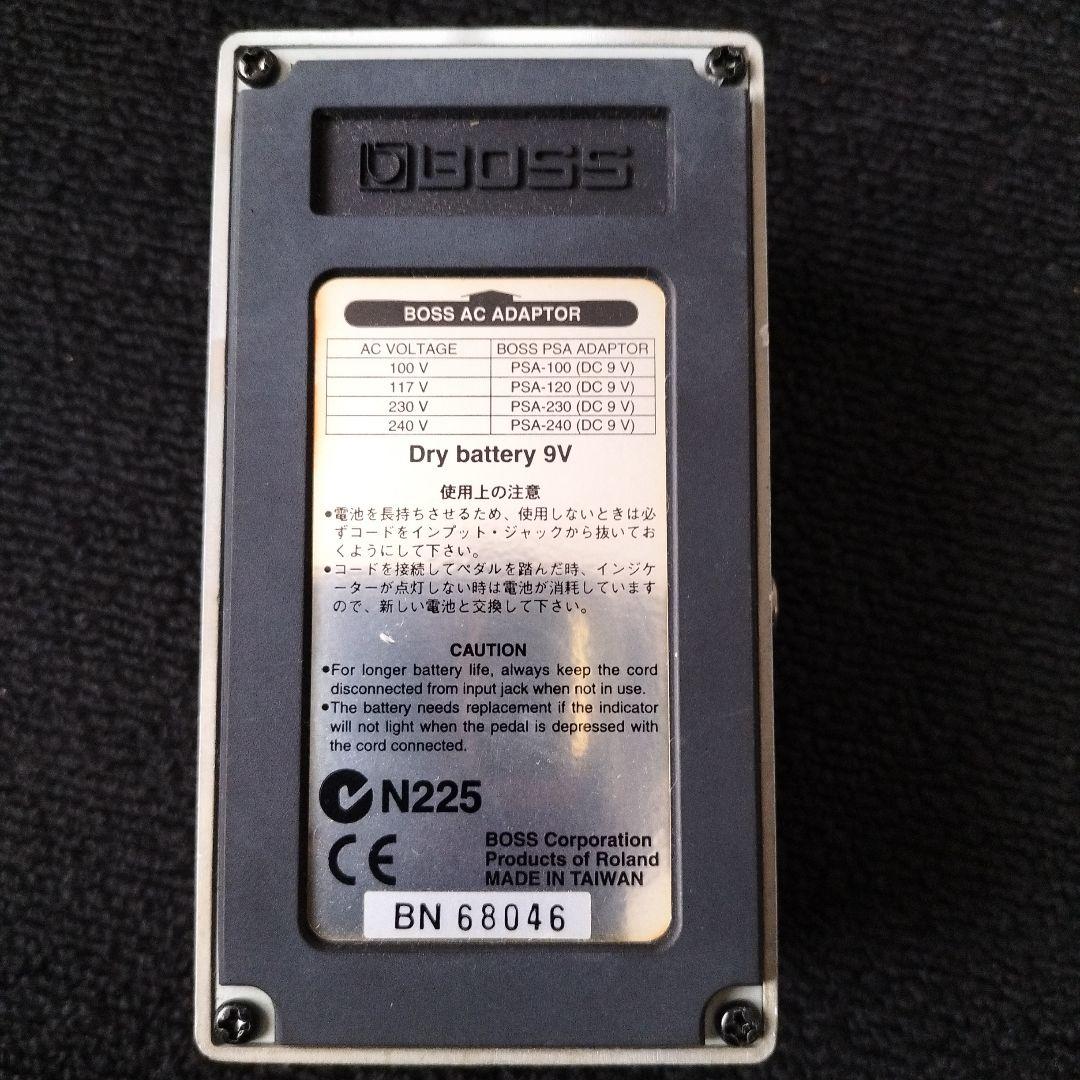 BOSS
BOSS AC ADAPTOR
AC VOLTAGE BOSS PSA ADAPTOR
100 V PSA-100 (DC 9 V)
117 V PSA-120 (DC 9 V)
230 V PSA-230 (DC 9 V)
240 V PSA-240 (DC 9 V)
Dry battery 9V
使用上の注意
●電池を長持ちさせるため、使用しないときは必
ずコードをインプット・ジャックから抜いてお
くようにして下さい。
●コードを接続してペダルを踏んだ時、インジケ
ーターが点灯しない時は電池が消耗しています
ので、新しい電池と交換して下さい。
CAUTION
●For longer battery life, always keep the cord
disconnected from input jack when not in use.
●The battery needs replacement if the indicator
will not light when the pedal is depressed with
the cord connected.
N225
CE
BOSS Corporation
Products of Roland
MADE IN TAIWAN
BN 68046